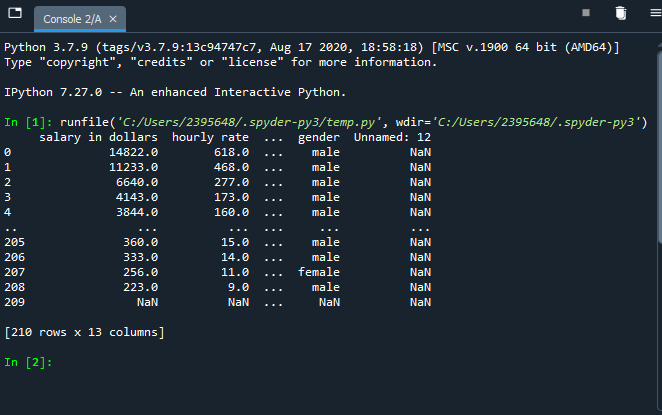 Console 2/A
Python 3.7.9 (tags/v3.7.9:13c94747c7, Aug 17 2020, 18:58:18) [MSC v.1900 64 bit (AMD64)]
Type "copyright", "credits" or "license" for more information.
IPython 7.27.0 -- An enhanced Interactive Python.
In [1]: runfile('C:/Users/2395648/.spyder-py3/temp.py', wdir='C:/Users/2395648/.spyder-py3')
salary in dollars hourly rate ... gender Unnamed: 12
0 14822.0 618.0 ... male NaN
1 11233.0 468.0 ... male NaN
2 6640.0 277.0 ... male NaN
3 4143.0 173.0 ... male NaN
4 3844.0 160.0 ... male NaN
.. ... ... ... ... ...
205 360.0 15.0 ... male NaN
206 333.0 14.0 ... male NaN
207 256.0 11.0 ... female NaN
208 223.0 9.0 ... male NaN
209 NaN NaN ... NaN NaN
[210 rows x 13 columns]
In [2]: